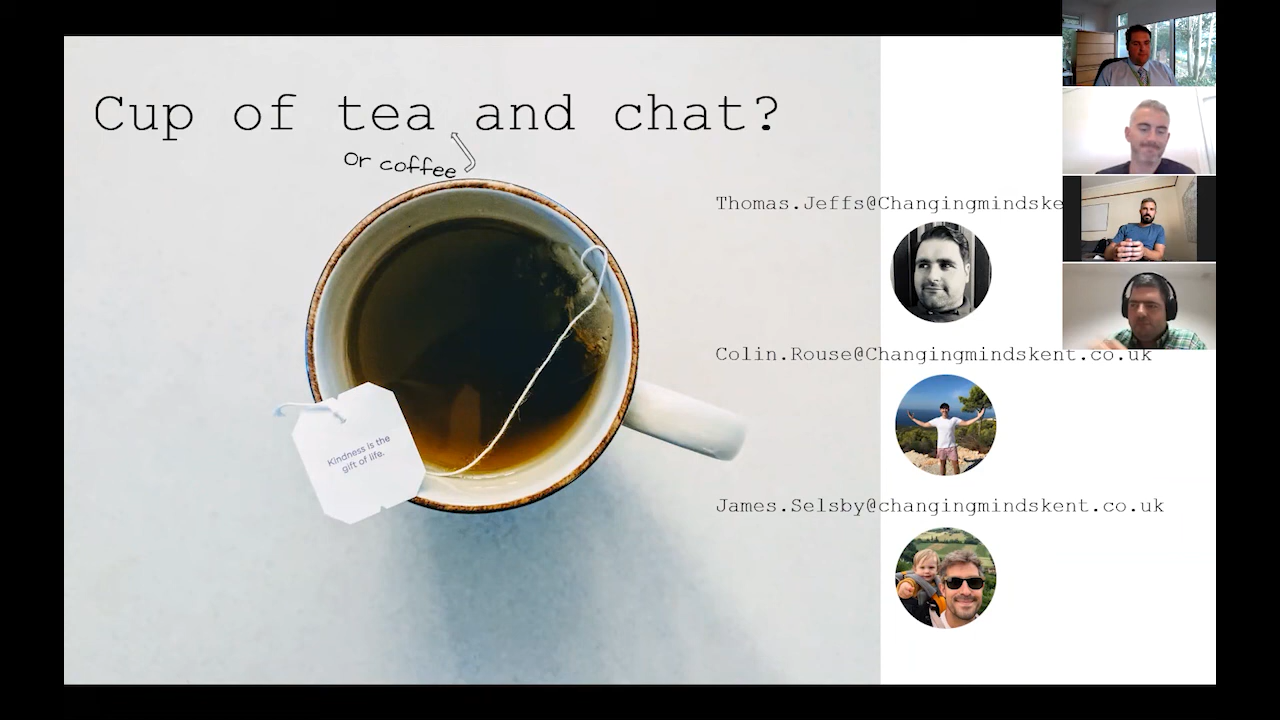 Cup of tea and chat?
Or coffee
Thomas.Jeffs@Changingmindske
Colin.Rouse@Changingmindskent.co.uk
James.Selsby@changingmindskent.co.uk
Kindness is the
gift of life.